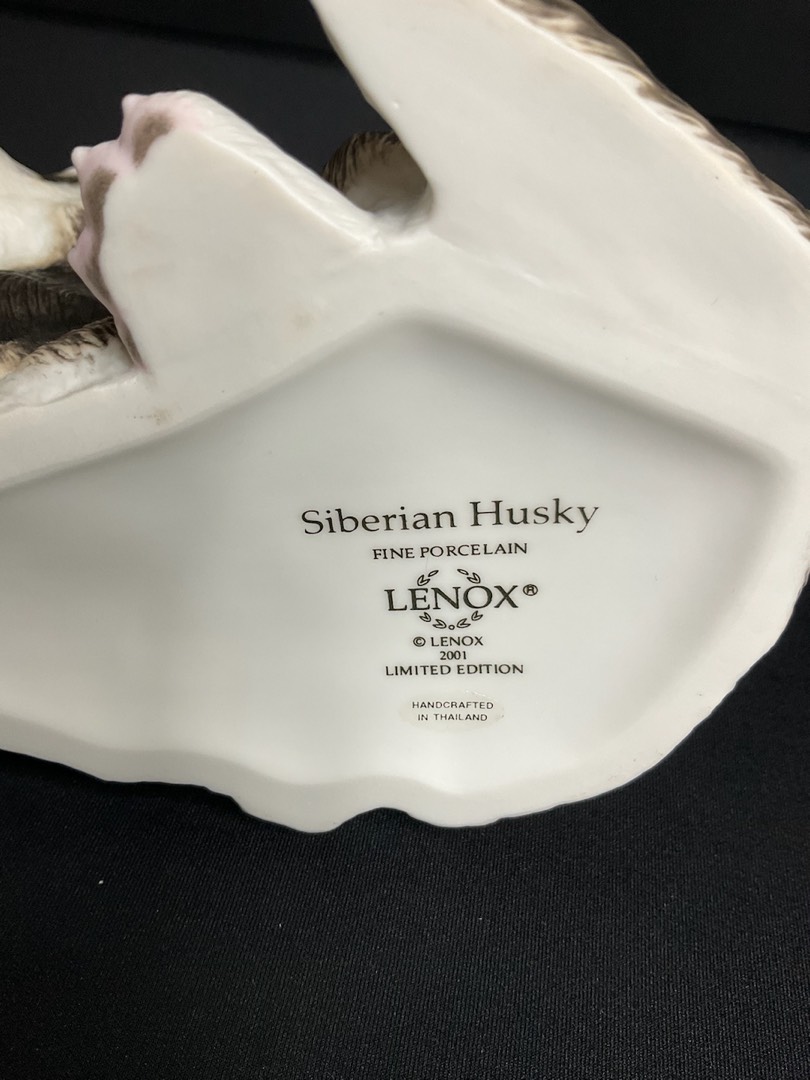 Siberian Husky
FINE PORCELAIN
LENOX®
© LENOX
2001
LIMITED EDITION
HANDCRAFTED
IN THAILAND